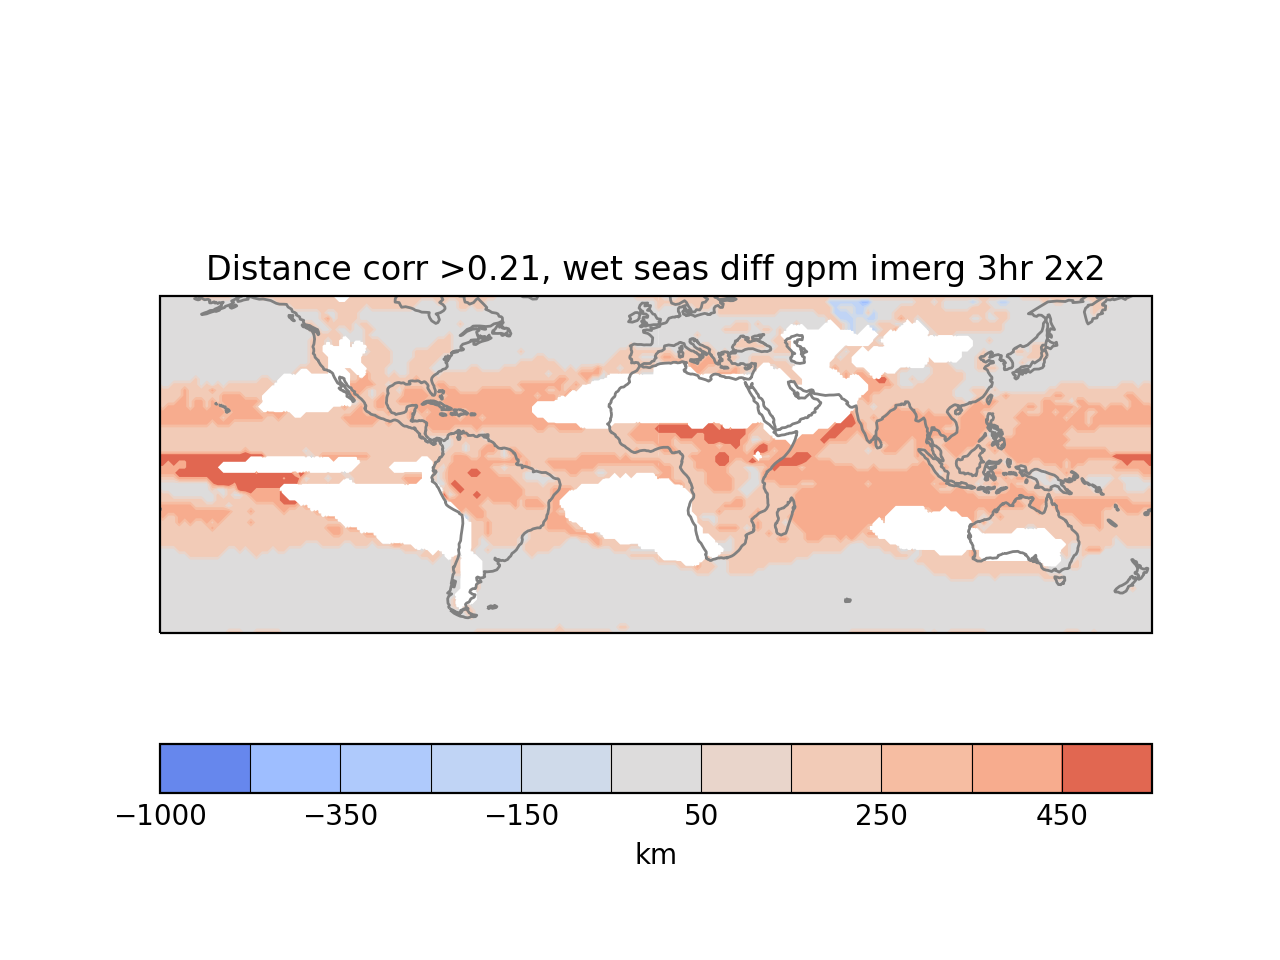 Distance corr >0.21, wet seas diff gpm imerg 3hr 2x2
−1000 −350 −150 50 250 450
km